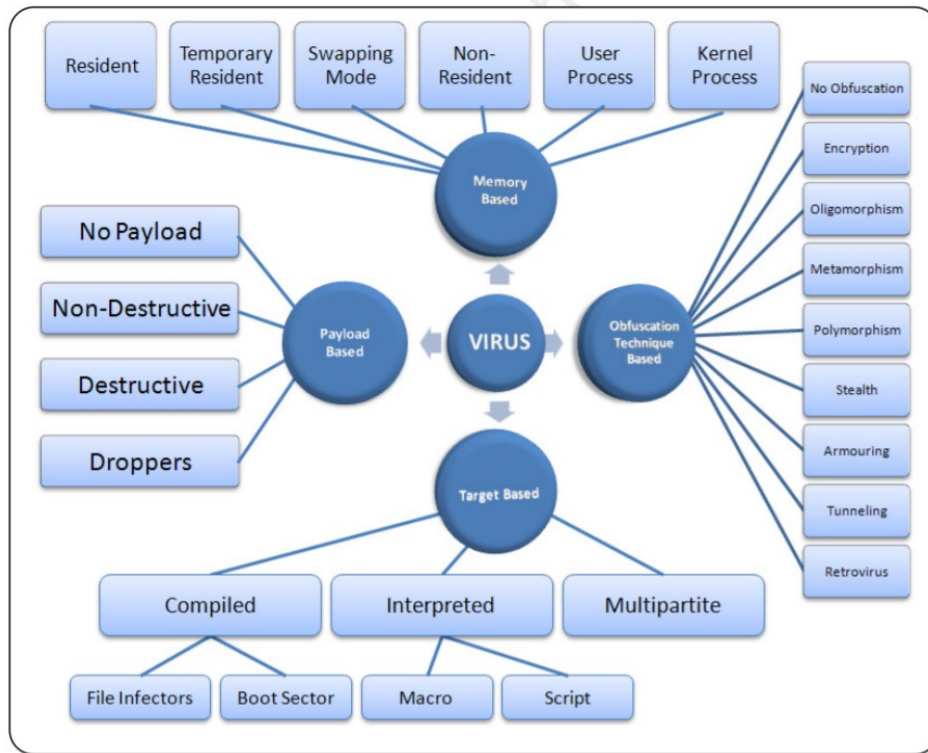 Resident
Temporary
Resident
Swapping
Mode
Non-
Resident
User
Process
Kernel
Process
Memory
Based
No Payload
Non-Destructive
Destructive
Droppers
Payload
Based
VIRUS
Obfuscation
Technique
Based
No Obfuscation
Encryption
Oligomorphism
Metamorphism
Polymorphism
Stealth
Armouring
Tunneling
Retrovirus
Target Based
Compiled
Interpreted
Multipartite
File Infectors
Boot Sector
Macro
Script